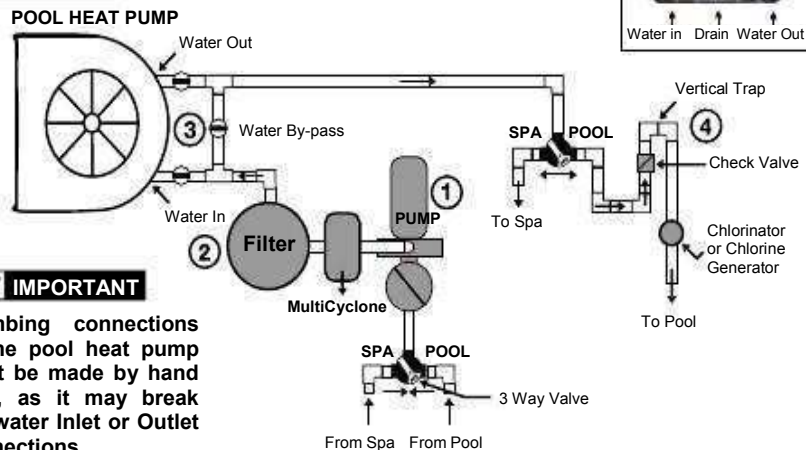 POOL HEAT PUMP
Water Out
Water in Drain Water Out
Vertical Trap
4
SPA POOL
3
Water By-pass
Check Valve
1
PUMP
Water In
To Spa
2
Filter
Chlorinator
or Chlorine
Generator
MultiCyclone
To Pool
IMPORTANT
connections
pool heat pump
be made by hand
as it may break
water Inlet or Outlet
SPA POOL
3 Way Valve
From Spa From Pool